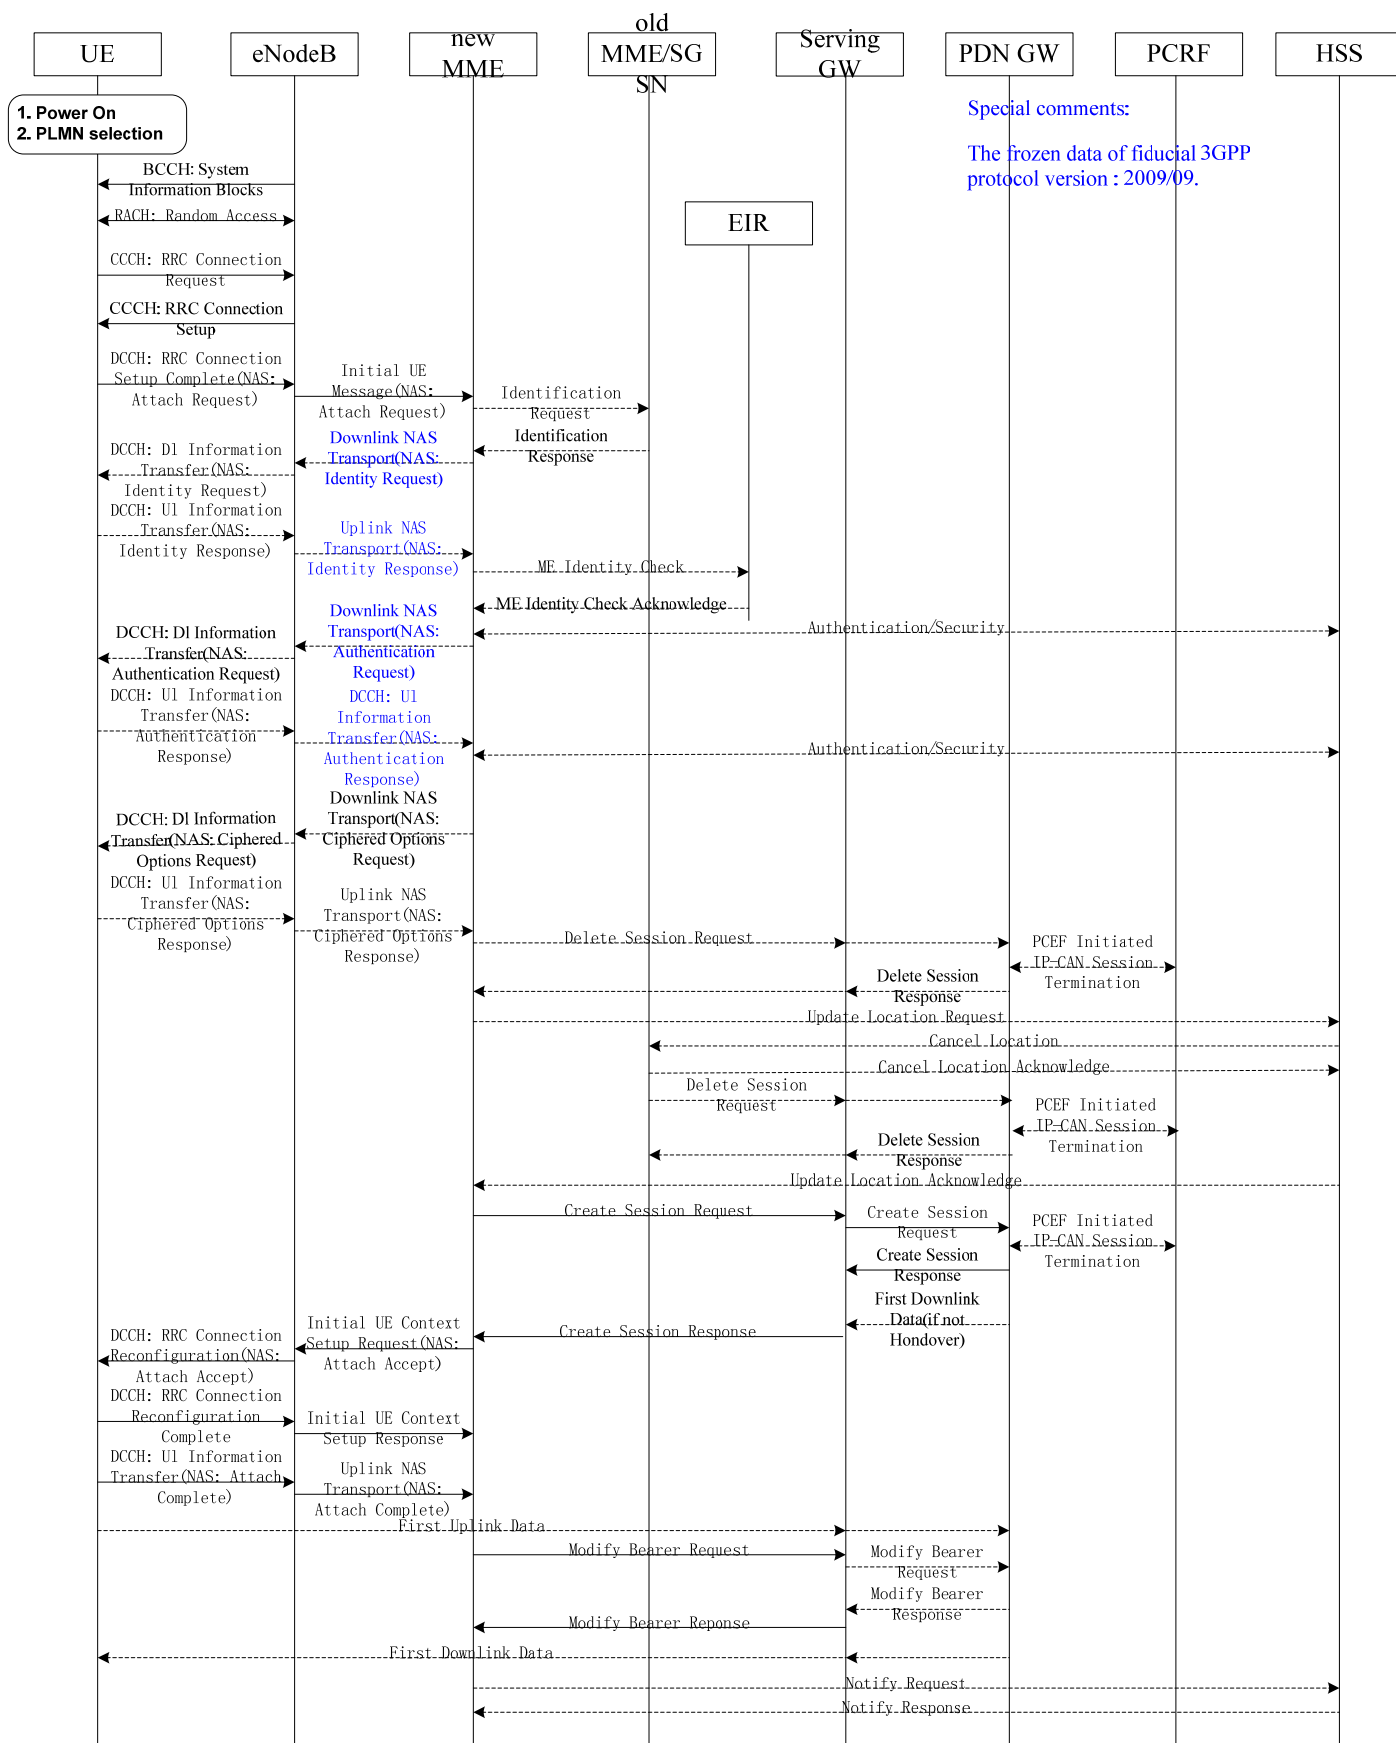 UE
eNodeB
new
MME
old
MME/SG
SN
Serving
GW
PDN GW
PCRF
HSS
1. Power On
2. PLMN selection
Special comments:
The frozen data of fiducial 3GPP
protocol version : 2009/09.
BCCH: System
Information Blocks
RACH: Random Access
EIR
CCCH: RRC Connection
Request
CCCH: RRC Connection
Setup
DCCH: RRC Connection
Setup Complete(NAS:
Attach Request)
Initial UE
Message(NAS:
Attach Request)
Identification
Request
Identification
Response
Downlink NAS
Transport(NAS:
Identity Request)
DCCH: Dl Information
Transfer(NAS:
Identity Request)
DCCH: Ul Information
Transfer(NAS:
Identity Response)
Uplink NAS
Transport(NAS:
Identity Response)
ME Identity Check
ME Identity Check Acknowledge
Downlink NAS
Transport(NAS:
Authentication
Request)
Authentication/Security
DCCH: Dl Information
Transfer(NAS:
Authentication Request)
DCCH: Ul Information
Transfer(NAS:
Authentication
Response)
DCCH: Ul
Information
Transfer(NAS:
Authentication
Response)
Authentication/Security
Downlink NAS
Transport(NAS:
Ciphered Options
Request)
DCCH: Dl Information
Transfer(NAS: Ciphered
Options Request)
DCCH: Ul Information
Transfer(NAS:
Ciphered Options
Response)
Uplink NAS
Transport(NAS:
Ciphered Options
Response)
Delete Session Request
PCEF Initiated
IP-CAN Session
Termination
Delete Session
Response
Update Location Request
Cancel Location
Cancel Location Acknowledge
Delete Session
Request
PCEF Initiated
IP-CAN Session
Termination
Delete Session
Response
Update Location Acknowledge
Create Session Request
Create Session
Request
PCEF Initiated
IP-CAN Session
Termination
Create Session
Response
First Downlink
Data(if not
Hondover)
Create Session Response
Initial UE Context
Setup Request(NAS:
Attach Accept)
DCCH: RRC Connection
Reconfiguration(NAS:
Attach Accept)
DCCH: RRC Connection
Reconfiguration
Complete
Initial UE Context
Setup Response
DCCH: Ul Information
Transfer(NAS: Attach
Complete)
Uplink NAS
Transport(NAS:
Attach Complete)
First Uplink Data
Modify Bearer Request
Modify Bearer
Request
Modify Bearer
Response
Modify Bearer Reponse
First Downlink Data
Notify Request
Notify Response